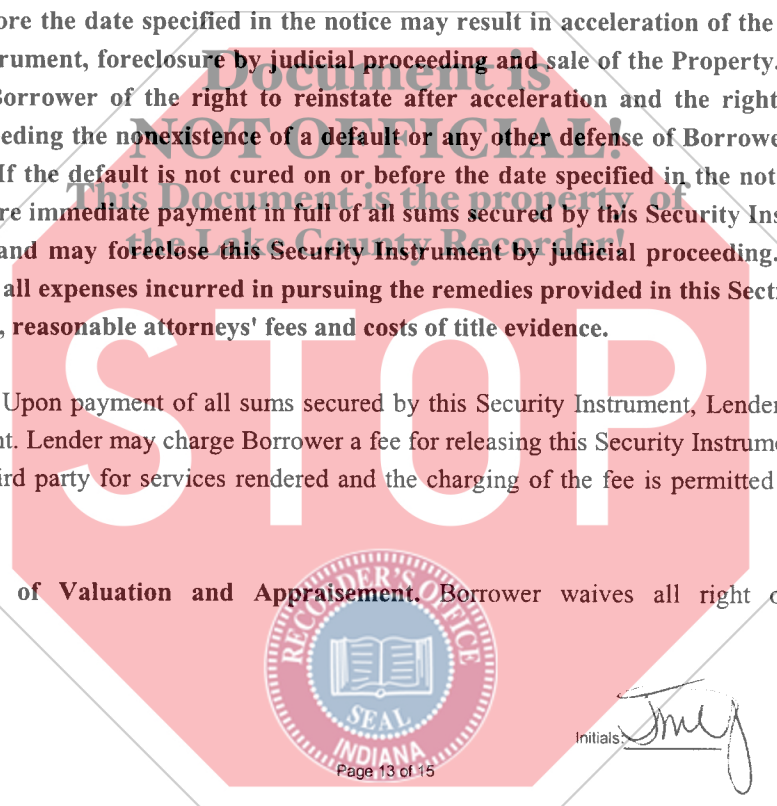 ore the date specified in the notice may result in acceleration of the
rument, foreclosure by judicial proceeding and sale of the Property.
Document is
Borrower of the right to reinstate after acceleration and the right
NOT OFFICIAL!
eding the nonexistence of a default or any other defense of Borrowe
If the default is not cured on or before the date specified in the not
This Document is the property of
re immediate payment in full of all sums secured by this Security Ins
the Lake County Recorder!
and may foreclose this Security Instrument by judicial proceeding.
all expenses incurred in pursuing the remedies provided in this Secti
, reasonable attorneys' fees and costs of title evidence.
STOP
Upon payment of all sums secured by this Security Instrument, Lender
nt. Lender may charge Borrower a fee for releasing this Security Instrume
ird party for services rendered and the charging of the fee is permitted
of Valuation and Appraisement. Borrower waives all right o
RECORDER'S OFFICE
SEAL
INDIANA
Initials:
Page 13 of 15